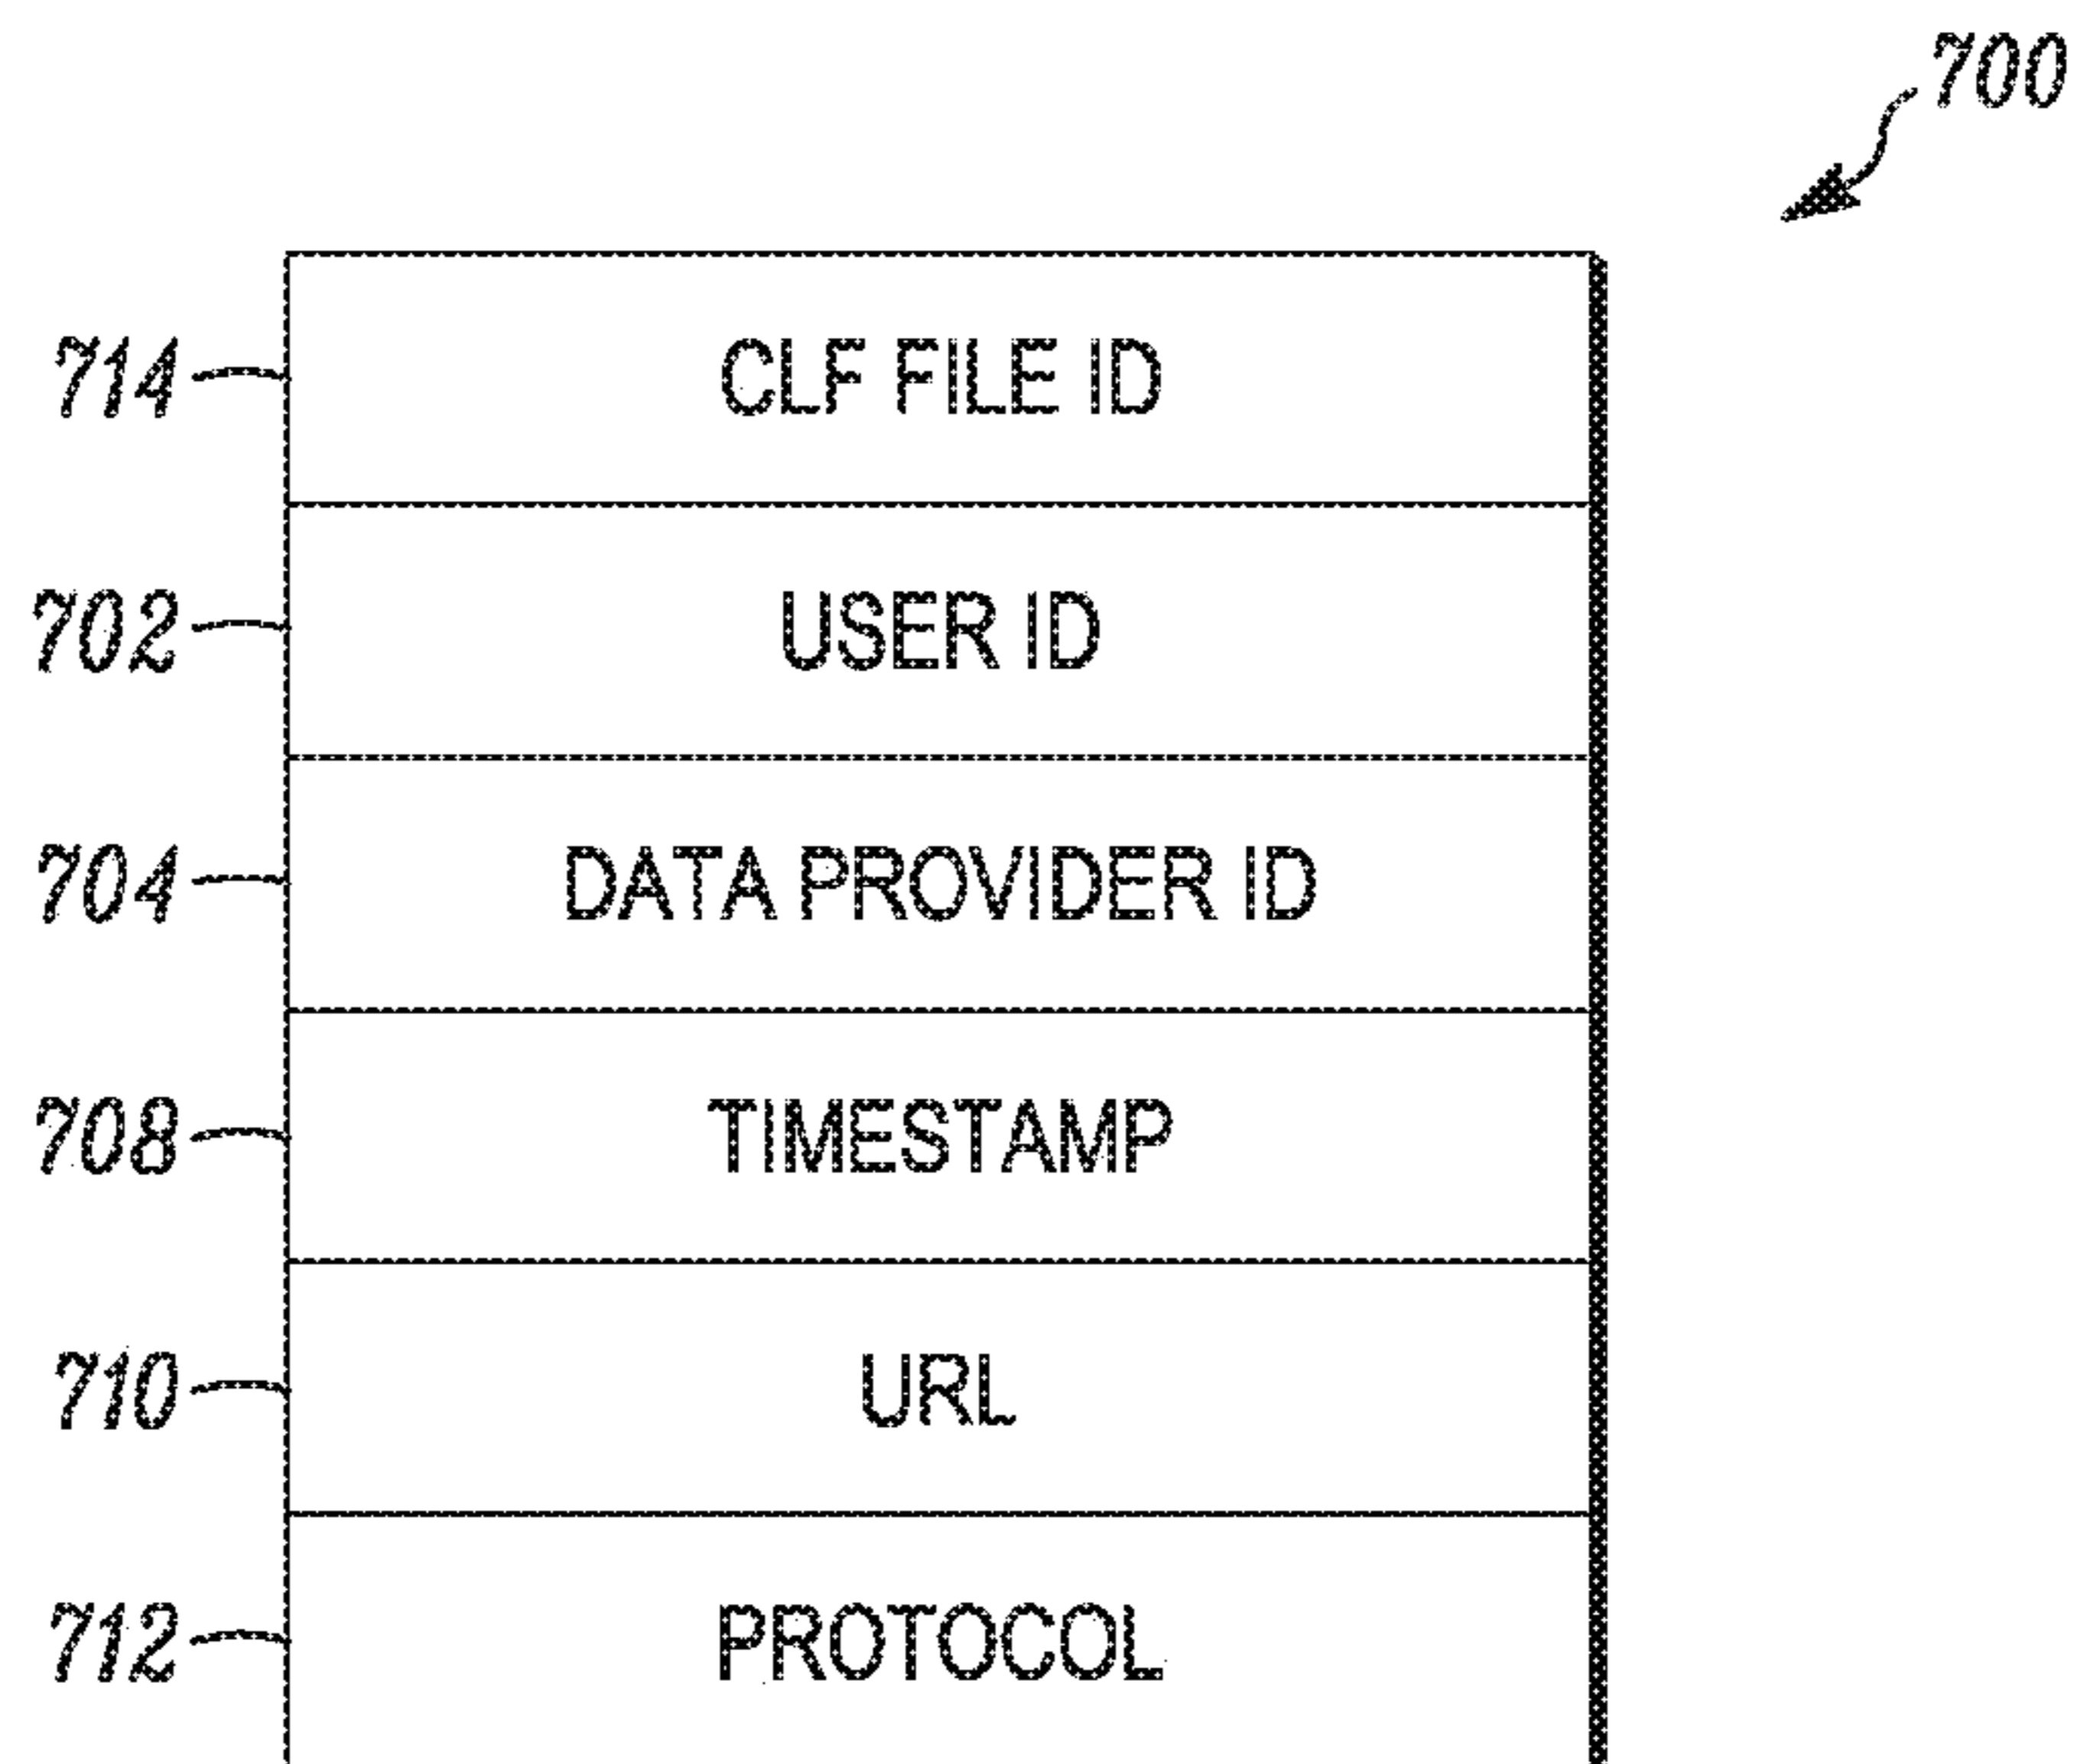 700
714 CLF FILE ID
702 USER ID
704 DATA PROVIDER ID
708 TIMESTAMP
710 URL
712 PROTOCOL